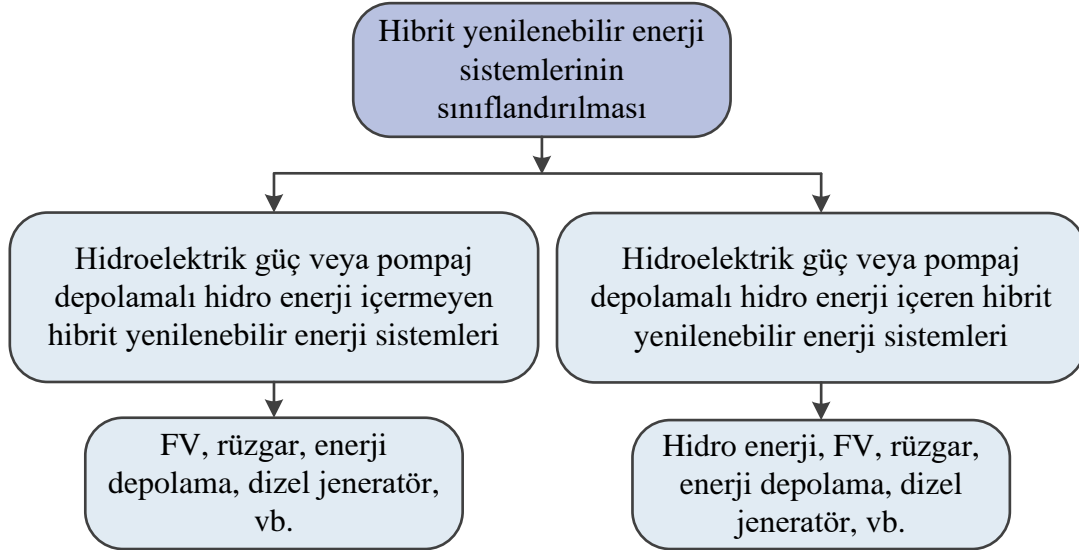 Hibrit yenilenebilir enerji
sistemlerinin
sınıflandırılması
Hidroelektrik güç veya pompaj
depolamalı hidro enerji içermeyen
hibrit yenilenebilir enerji sistemleri
Hidroelektrik güç veya pompaj
depolamalı hidro enerji içeren hibrit
yenilenebilir enerji sistemleri
FV, rüzgar, enerji
depolama, dizel jeneratör,
vb.
Hidro enerji, FV, rüzgar,
enerji depolama, dizel
jeneratör, vb.